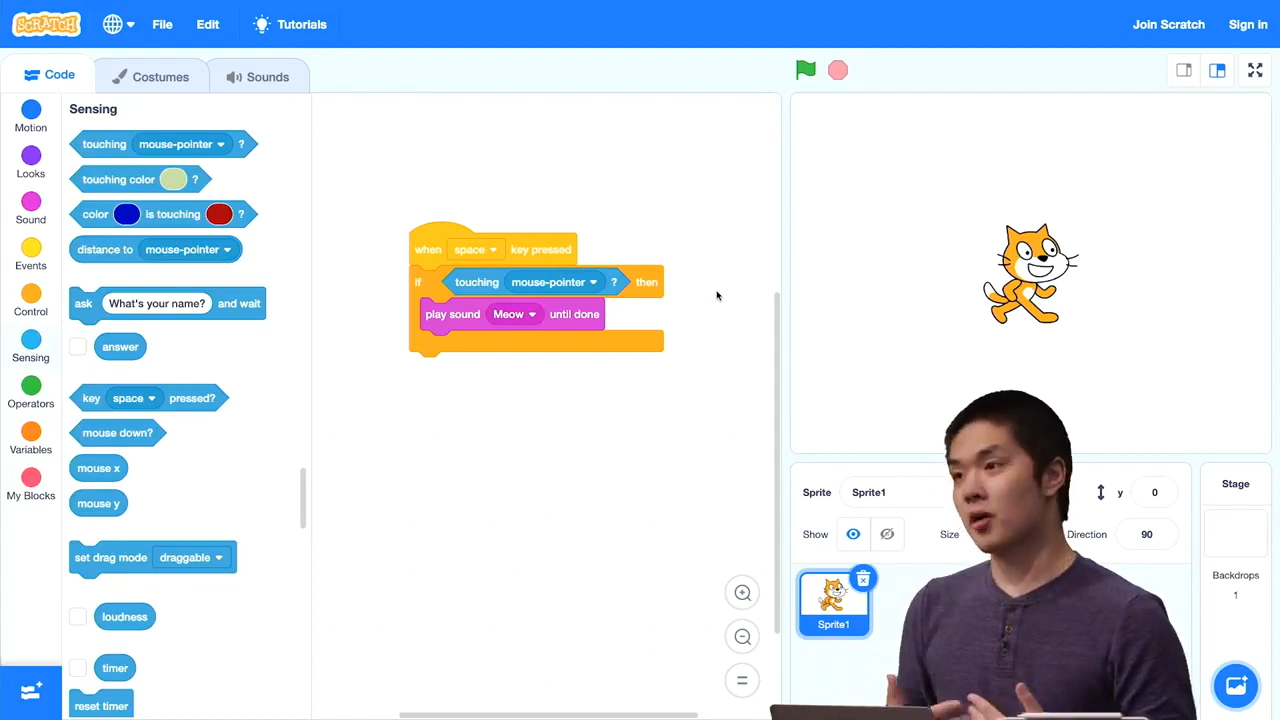 SCRATCH
File
Edit
Tutorials
Join Scratch
Sign in
Code
Costumes
Sounds
Motion
Looks
Sound
Events
Control
Sensing
Operators
Variables
My Blocks
Sensing
touching mouse-pointer ?
touching color ?
color is touching ?
distance to mouse-pointer
ask What's your name? and wait
answer
key space pressed?
mouse down?
mouse x
mouse y
set drag mode draggable
loudness
timer
reset timer
when space key pressed
if touching mouse-pointer ? then
play sound Meow until done
Sprite Sprite1
y 0
Show
Size
Direction 90
Sprite1
Stage
Backdrops
1